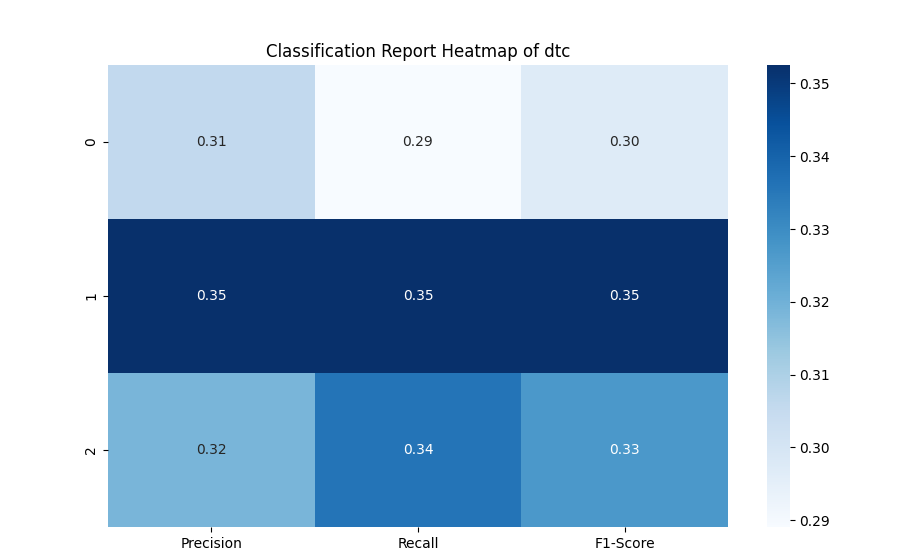 Classification Report Heatmap of dtc
0 0.31 0.29 0.30
1 0.35 0.35 0.35
2 0.32 0.34 0.33
Precision Recall F1-Score
0.35
0.34
0.33
0.32
0.31
0.30
0.29